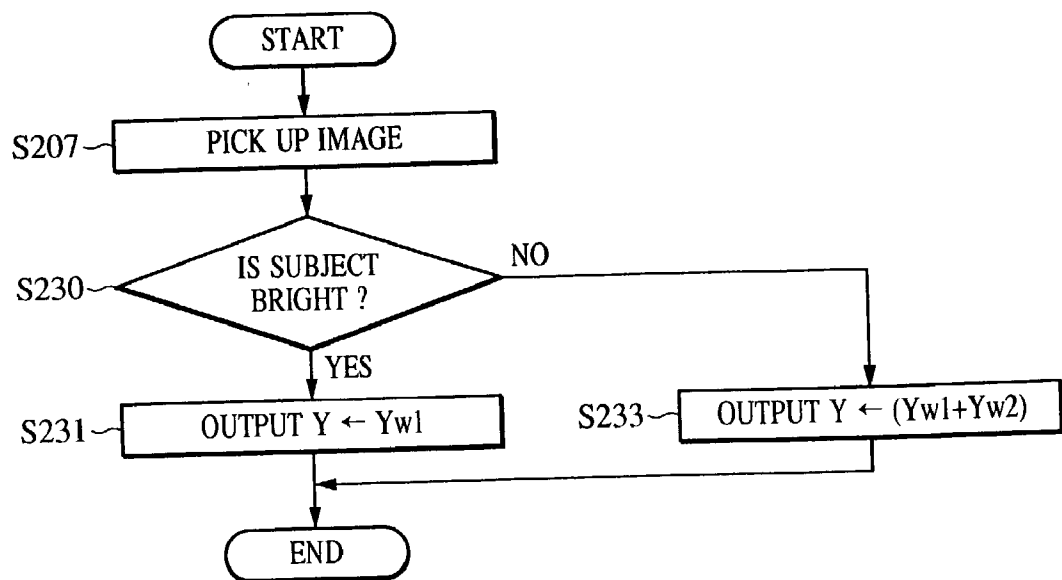 START
S207
PICK UP IMAGE
S230
IS SUBJECT
BRIGHT ?
NO
YES
S231
OUTPUT Y ← Yw1
S233
OUTPUT Y ← (Yw1+Yw2)
END